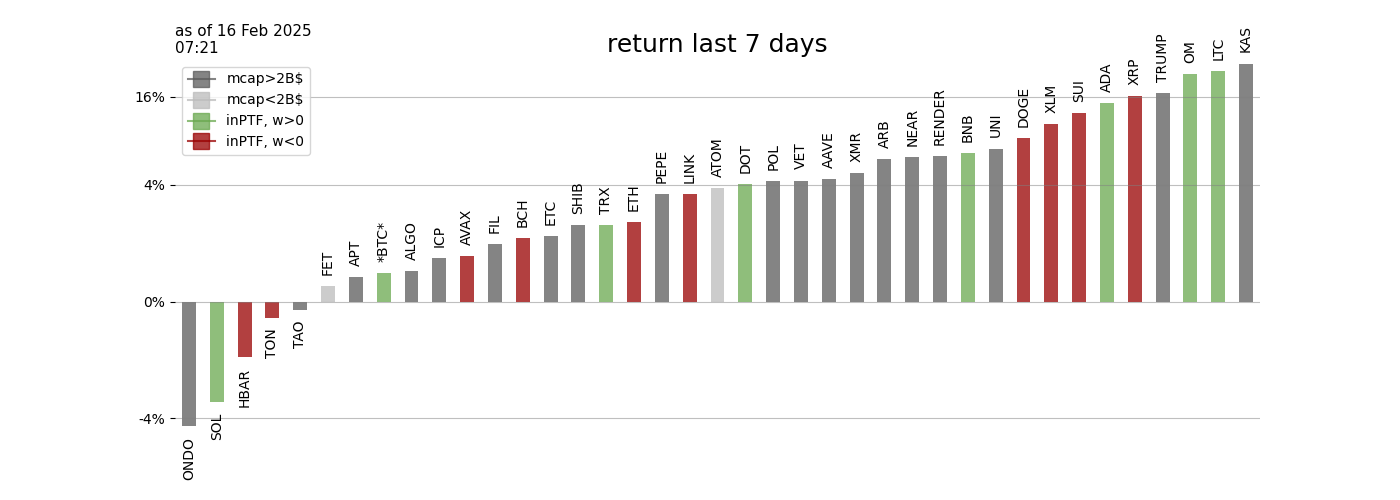 as of 16 Feb 2025
07:21
return last 7 days
mcap>2B$
mcap<2B$
inPTF, w>0
inPTF, w<0
16%
4%
0%
-4%
ONDO
SOL
HBAR
TON
TAO
FET
APT
*BTC*
ALGO
ICP
AVAX
FIL
BCH
ETC
SHIB
TRX
ETH
PEPE
LINK
ATOM
DOT
POL
VET
AAVE
XMR
ARB
NEAR
RENDER
BNB
UNI
DOGE
XLM
SUI
ADA
XRP
TRUMP
OM
LTC
KAS